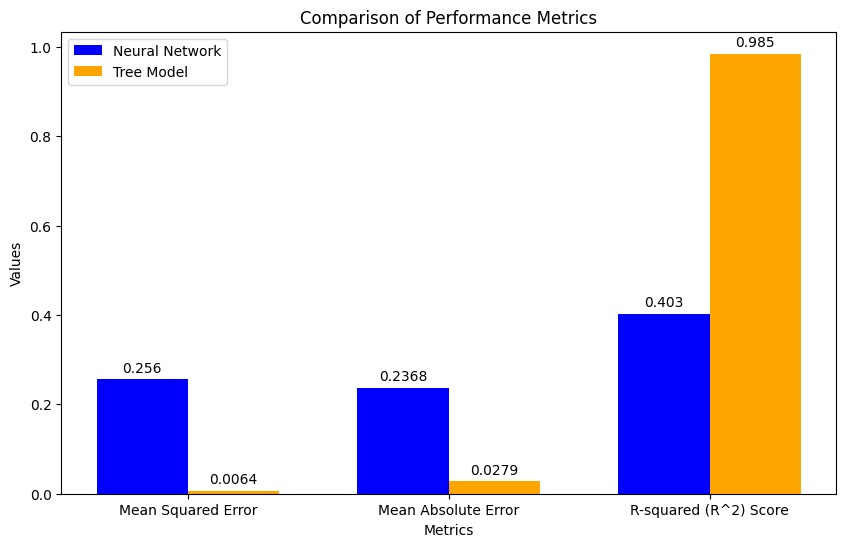 Comparison of Performance Metrics
Neural Network
Tree Model
1.0
0.8
0.6
0.4
0.2
0.0
Values
0.256
0.0064
0.2368
0.0279
0.403
0.985
Mean Squared Error
Mean Absolute Error
R-squared (R^2) Score
Metrics